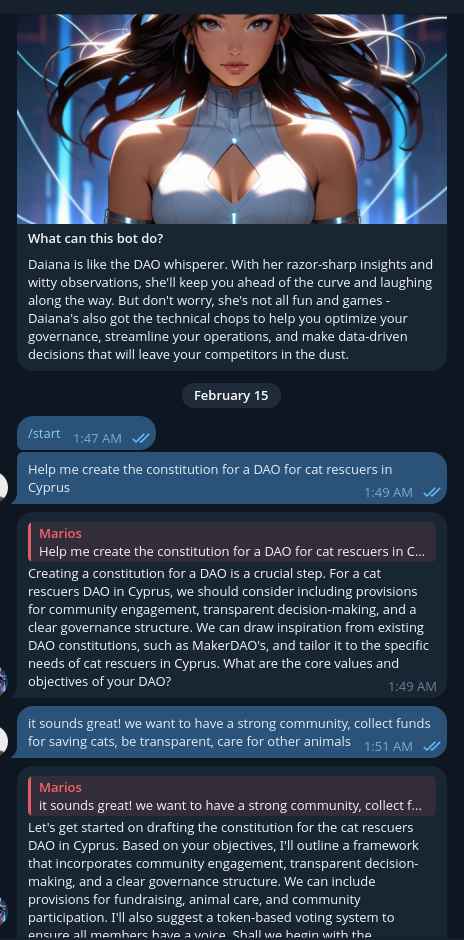 What can this bot do?
Daiana is like the DAO whisperer. With her razor-sharp insights and
witty observations, she'll keep you ahead of the curve and laughing
along the way. But don't worry, she's not all fun and games -
Daiana's also got the technical chops to help you optimize your
governance, streamline your operations, and make data-driven
decisions that will leave your competitors in the dust.
February 15
/start 1:47 AM
Help me create the constitution for a DAO for cat rescuers in
Cyprus
1:49 AM
Marios
Help me create the constitution for a DAO for cat rescuers in C...
Creating a constitution for a DAO is a crucial step. For a cat
rescuers DAO in Cyprus, we should consider including provisions
for community engagement, transparent decision-making, and a
clear governance structure. We can draw inspiration from existing
DAO constitutions, such as MakerDAO's, and tailor it to the specific
needs of cat rescuers in Cyprus. What are the core values and
objectives of your DAO?
1:49 AM
it sounds great! we want to have a strong community, collect funds
for saving cats, be transparent, care for other animals 1:51 AM
Marios
it sounds great! we want to have a strong community, collect f...
Let's get started on drafting the constitution for the cat rescuers
DAO in Cyprus. Based on your objectives, I'll outline a framework
that incorporates community engagement, transparent decision-
making, and a clear governance structure. We can include
provisions for fundraising, animal care, and community
participation. I'll also suggest a token-based voting system to
ensure all members have a voice. Shall we begin with the